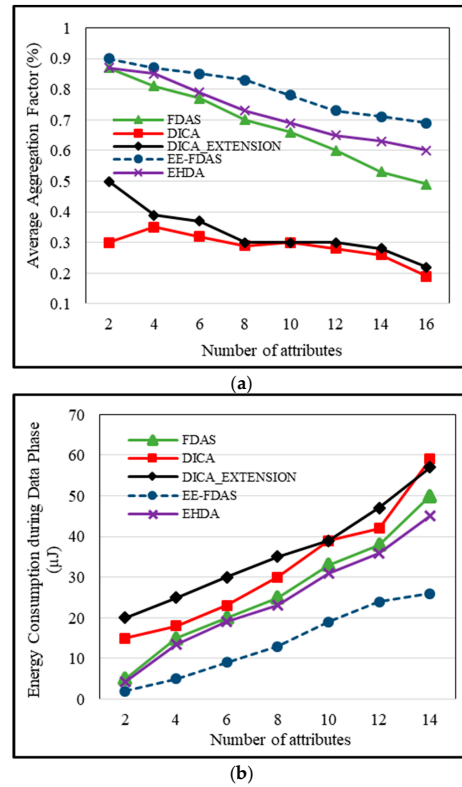 Average Aggregation Factor (%)
1
0.9
0.8
0.7
0.6
0.5
0.4
0.3
0.2
0.1
FDAS
DICA
DICA_EXTENSION
EE-FDAS
EHDA
2 4 6 8 10 12 14 16
Number of attributes
(a)
Energy Consumption during Data Phase
(µJ)
70
60
50
40
30
20
10
0
FDAS
DICA
DICA_EXTENSION
EE-FDAS
EHDA
2 4 6 8 10 12 14
Number of attributes
(b)